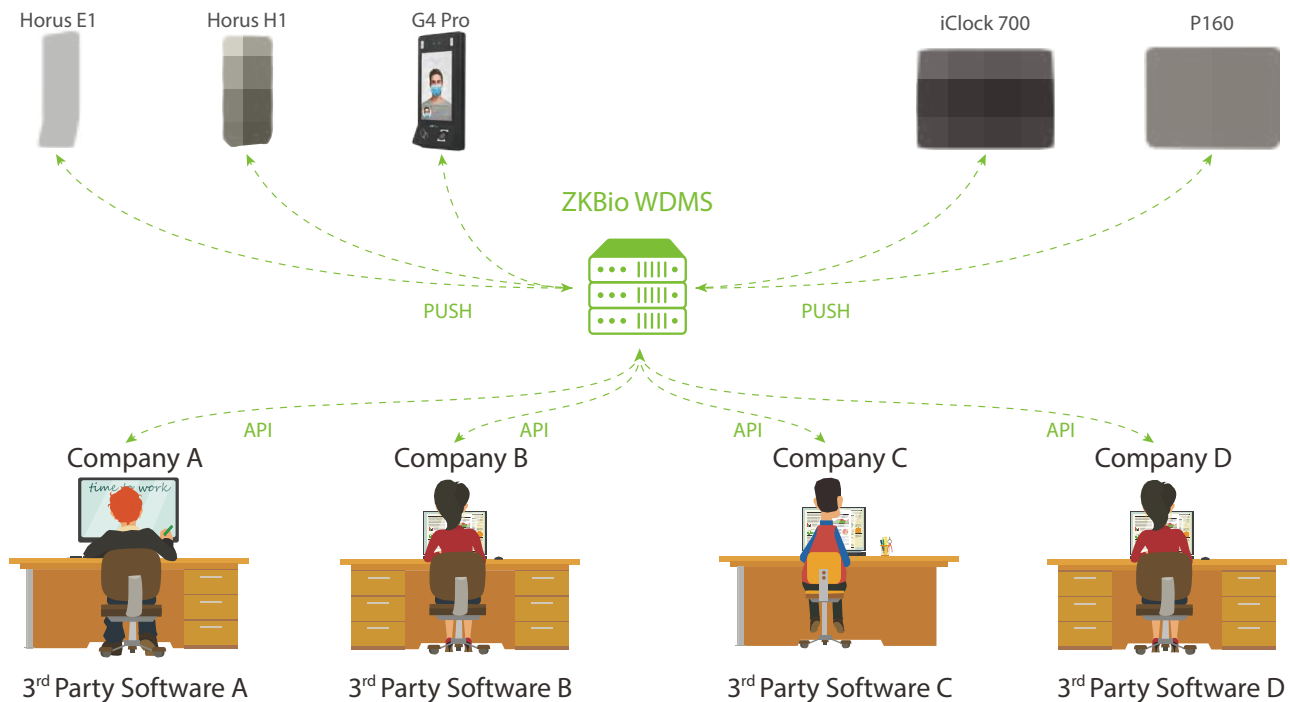 Horus E1
Horus H1
G4 Pro
iClock 700
P160
ZKBio WDMS
PUSH
PUSH
API
API
API
API
Company A
Company B
Company C
Company D
time to work
3rd Party Software A
3rd Party Software B
3rd Party Software C
3rd Party Software D